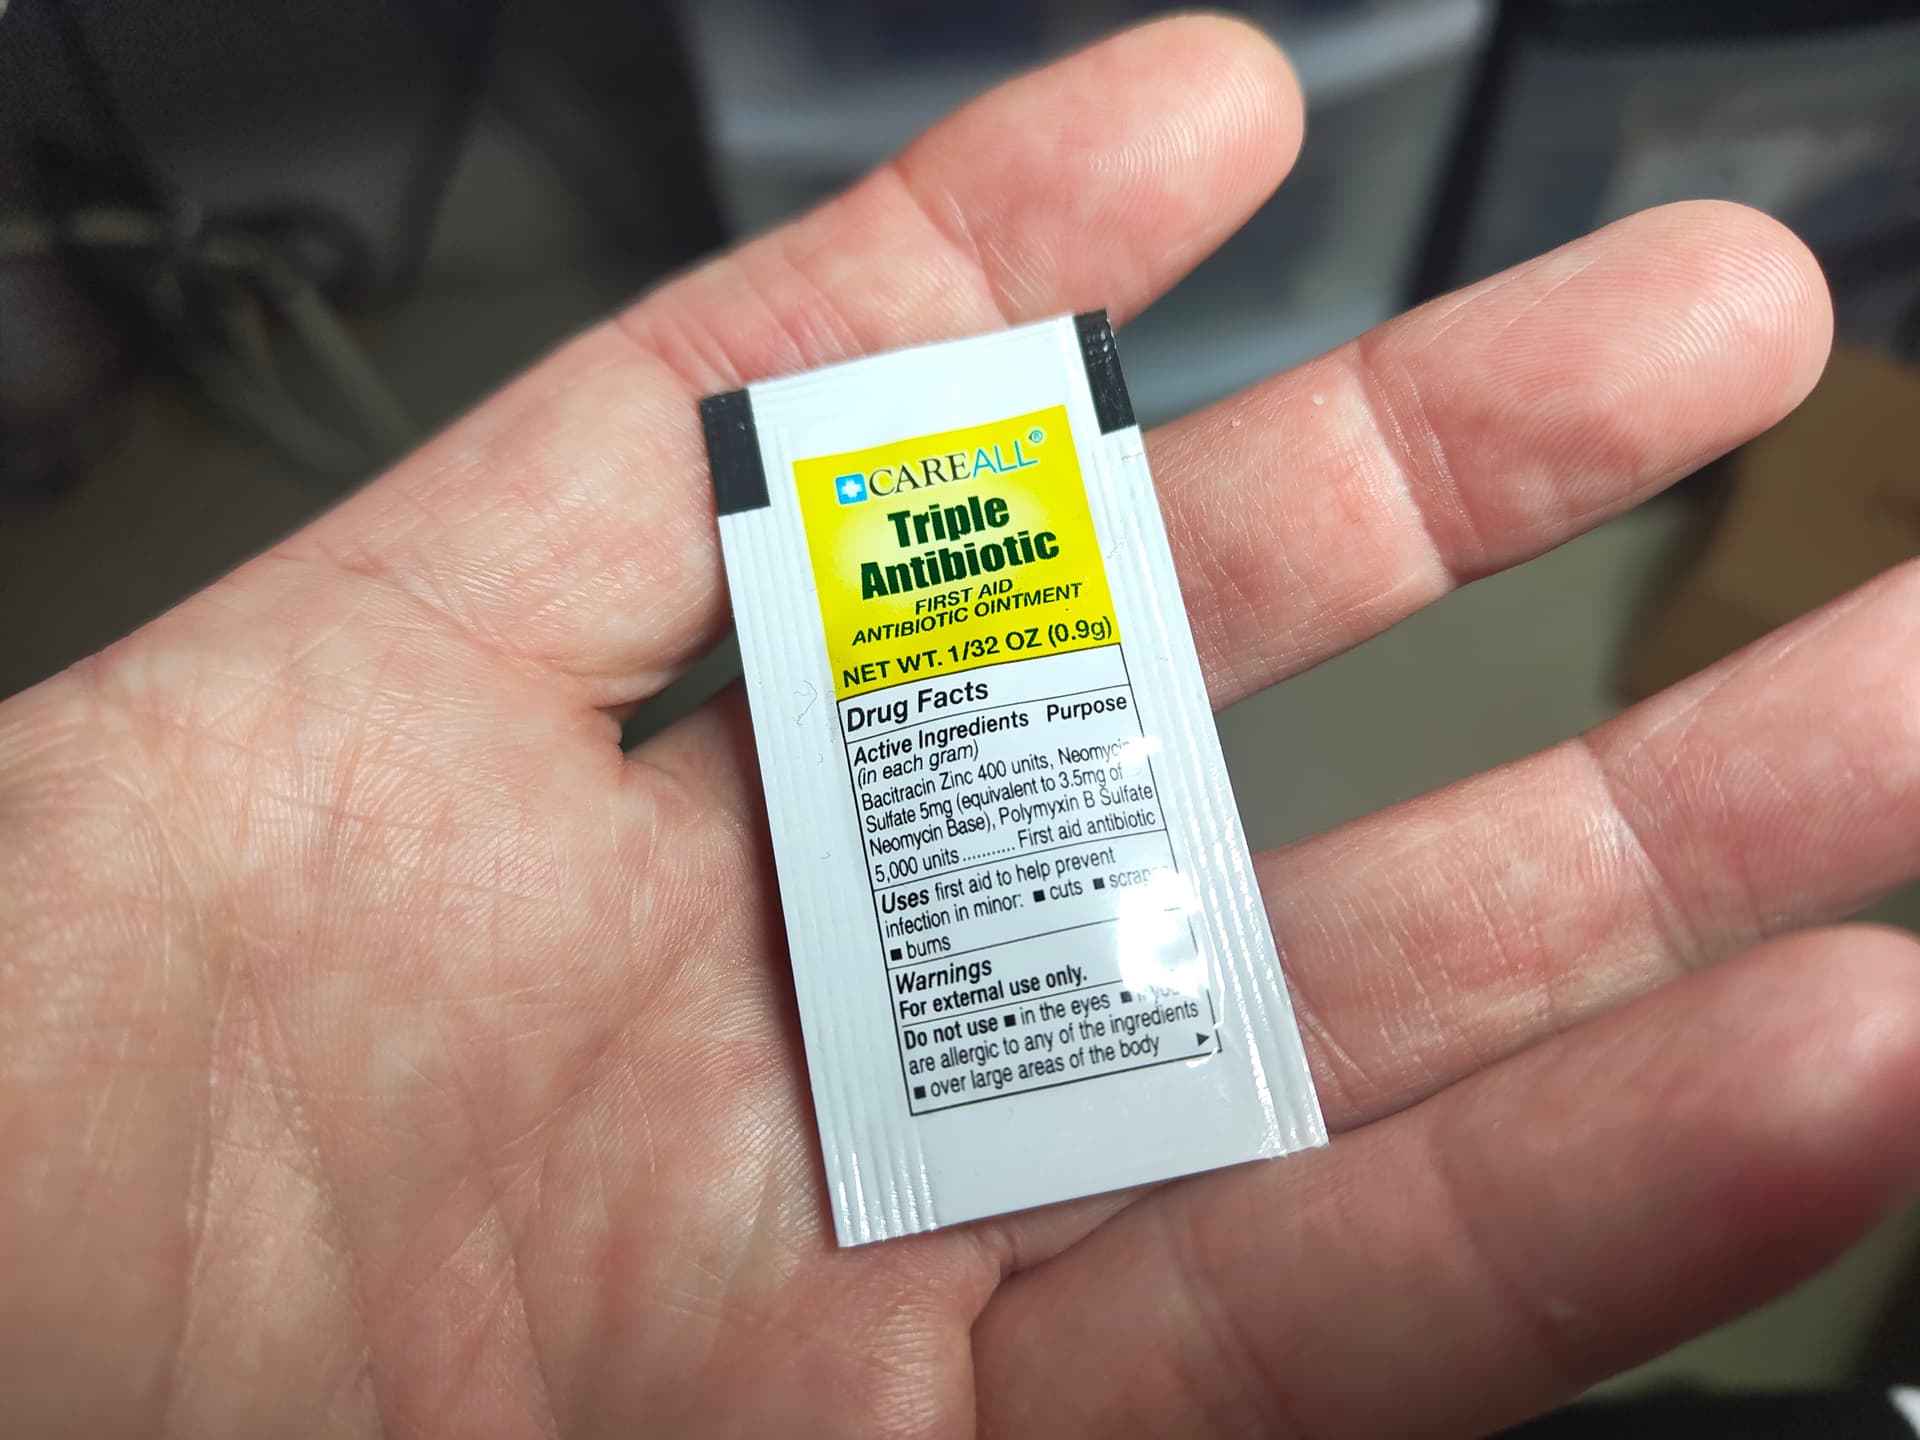 CAREALL®
Triple
Antibiotic
FIRST AID
ANTIBIOTIC OINTMENT
NET WT. 1/32 OZ (0.9g)
Drug Facts
Active Ingredients Purpose
(in each gram)
Bacitracin Zinc 400 units, Neomycin
Sulfate 5mg (equivalent to 3.5mg of
Neomycin Base), Polymyxin B Sulfate
5,000 units........... First aid antibiotic
Uses first aid to help prevent
infection in minor: ■ cuts ■ scrapes
■ burns
Warnings
For external use only.
Do not use ■ in the eyes ■ if you
are allergic to any of the ingredients
■ over large areas of the body